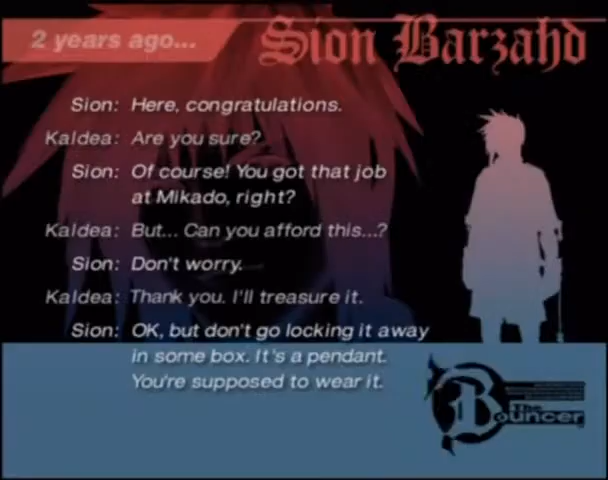 2 years ago...
Sion Barzahd
Sion: Here, congratulations.
Kaldea: Are you sure?
Sion: Of course! You got that job
at Mikado, right?
Kaldea: But... Can you afford this...?
Sion: Don't worry.
Kaldea: Thank you. I'll treasure it.
Sion: OK, but don't go locking it away
in some box. It's a pendant.
You're supposed to wear it.
The
Bouncer